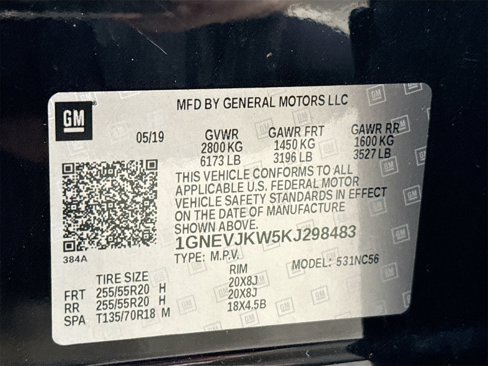 GM
MFD BY GENERAL MOTORS LLC
05/19 GVWR GAWR FRT GAWR RR
2800 KG 1450 KG 1600 KG
6173 LB 3196 LB 3527 LB
THIS VEHICLE CONFORMS TO ALL
APPLICABLE U.S. FEDERAL MOTOR
VEHICLE SAFETY STANDARDS IN EFFECT
ON THE DATE OF MANUFACTURE
SHOWN ABOVE.
384A
1GNEVJKW5KJ298483
TYPE: M.P.V. MODEL: 531NC56
TIRE SIZE RIM
FRT 255/55R20 H 20X8J
RR 255/55R20 H 20X8J
SPA T135/70R18 M 18X4.5B